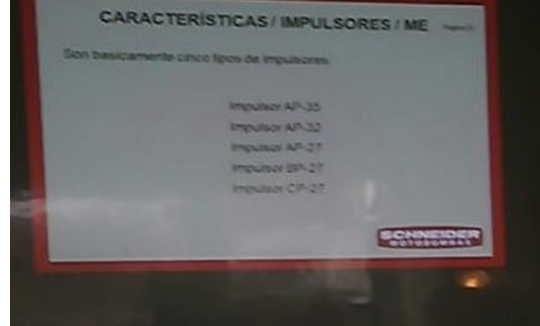 CARACTERÍSTICAS / IMPULSORES / ME
Son basicamente cinco tipos de impulsores:
Impulsor AP-35
Impulsor AP-32
Impulsor AP-27
Impulsor BP-27
Impulsor CP-27
SCHNEIDER
MOTOBOMBAS